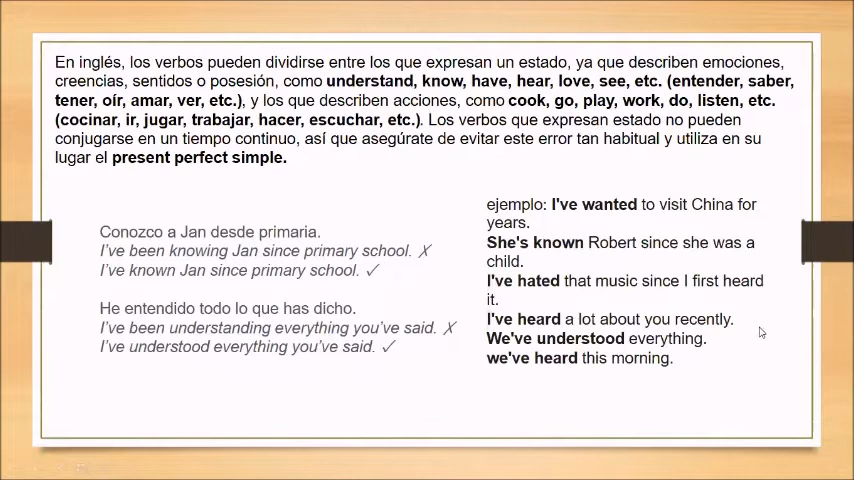 En inglés, los verbos pueden dividirse entre los que expresan un estado, ya que describen emociones,
creencias, sentidos o posesión, como understand, know, have, hear, love, see, etc. (entender, saber,
tener, oír, amar, ver, etc.), y los que describen acciones, como cook, go, play, work, do, listen, etc.
(cocinar, ir, jugar, trabajar, hacer, escuchar, etc.). Los verbos que expresan estado no pueden
conjugarse en un tiempo continuo, así que asegúrate de evitar este error tan habitual y utiliza en su
lugar el present perfect simple.
Conozco a Jan desde primaria.
I've been knowing Jan since primary school. ✗
I've known Jan since primary school. ✓
He entendido todo lo que has dicho.
I've been understanding everything you've said. ✗
I've understood everything you've said. ✓
ejemplo: I've wanted to visit China for
years.
She's known Robert since she was a
child.
I've hated that music since I first heard
it.
I've heard a lot about you recently.
We've understood everything.
we've heard this morning.